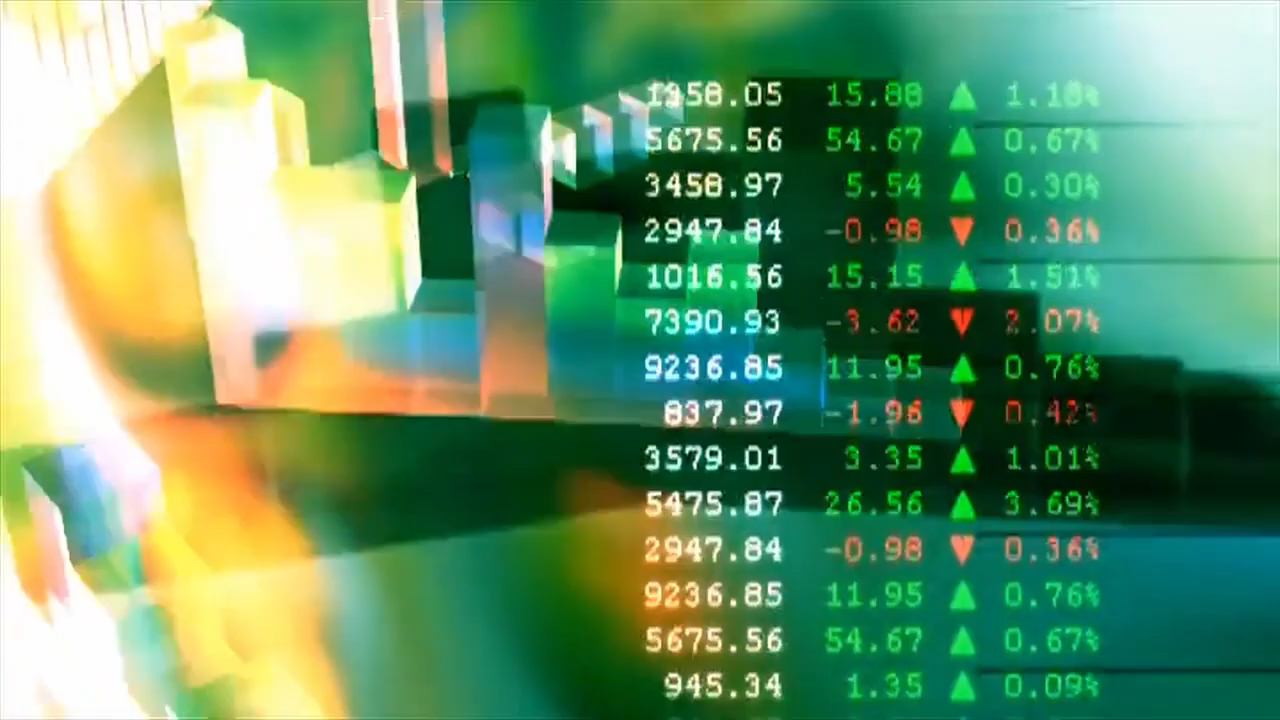 1358.05 15.88 ▲ 1.18%
5675.56 54.67 ▲ 0.67%
3458.97 5.54 ▲ 0.30%
2947.84 -0.98 ▼ 0.36%
1016.56 15.15 ▲ 1.51%
7390.93 -3.62 ▼ 2.07%
9236.85 11.95 ▲ 0.76%
837.97 -1.96 ▼ 0.42%
3579.01 3.35 ▲ 1.01%
5475.87 26.56 ▲ 3.69%
2947.84 -0.98 ▼ 0.36%
9236.85 11.95 ▲ 0.76%
5675.56 54.67 ▲ 0.67%
945.34 1.35 ▲ 0.09%